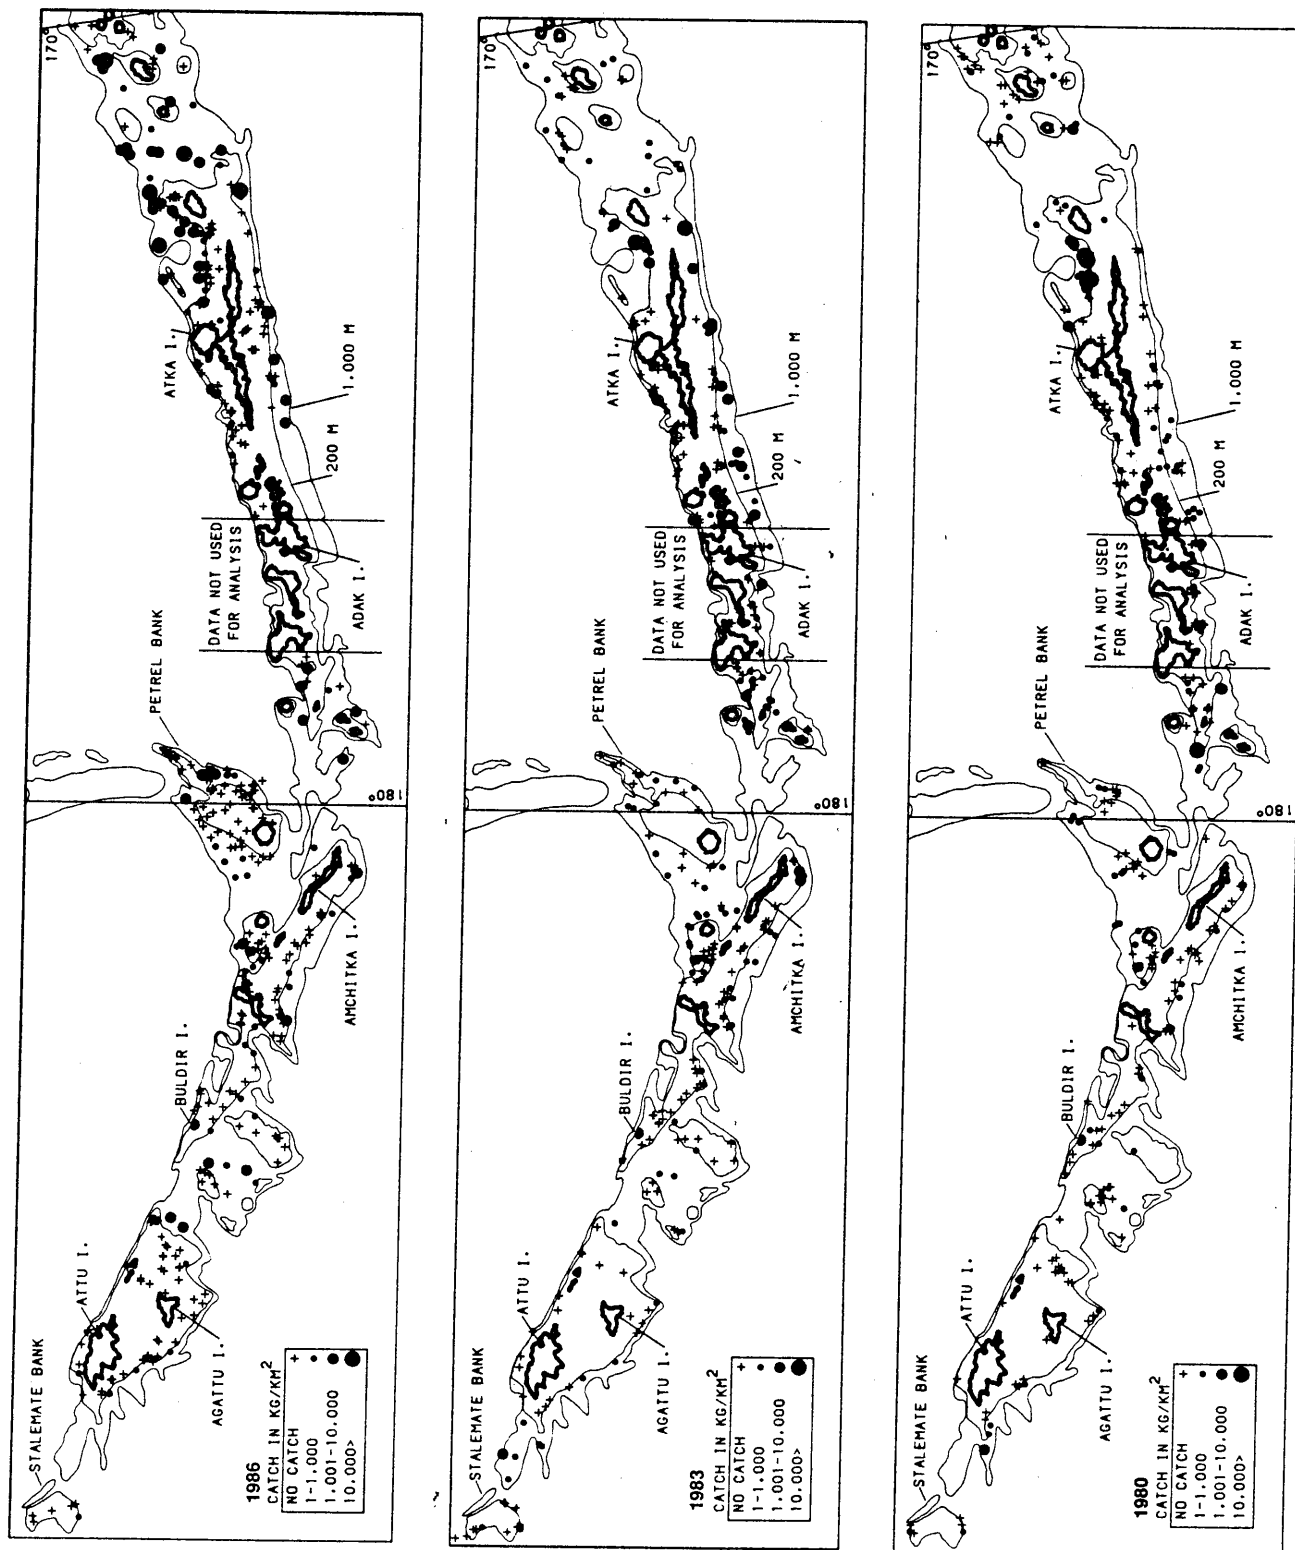 STALEMATE BANK
ATTU I.
BULDIR I.
PETREL BANK
ATKA I.
170°
DATA NOT USED
FOR ANALYSIS
1986
CATCH IN KG/KM²
NO CATCH +
1-1.000
1.001-10.000
10.000>
AGATTU I.
AMCHITKA I.
180°
ADAK I.
200 M
1.000 M
STALEMATE BANK
ATTU I.
BULDIR I.
PETREL BANK
ATKA I.
170°
DATA NOT USED
FOR ANALYSIS
1983
CATCH IN KG/KM²
NO CATCH +
1-1.000
1.001-10.000
10.000>
AGATTU I.
AMCHITKA I.
180°
ADAK I.
200 M
1.000 M
STALEMATE BANK
ATTU I.
BULDIR I.
PETREL BANK
ATKA I.
170°
DATA NOT USED
FOR ANALYSIS
1980
CATCH IN KG/KM²
NO CATCH +
1-1.000
1.001-10.000
10.000>
AGATTU I.
AMCHITKA I.
180°
ADAK I.
200 M
1.000 M